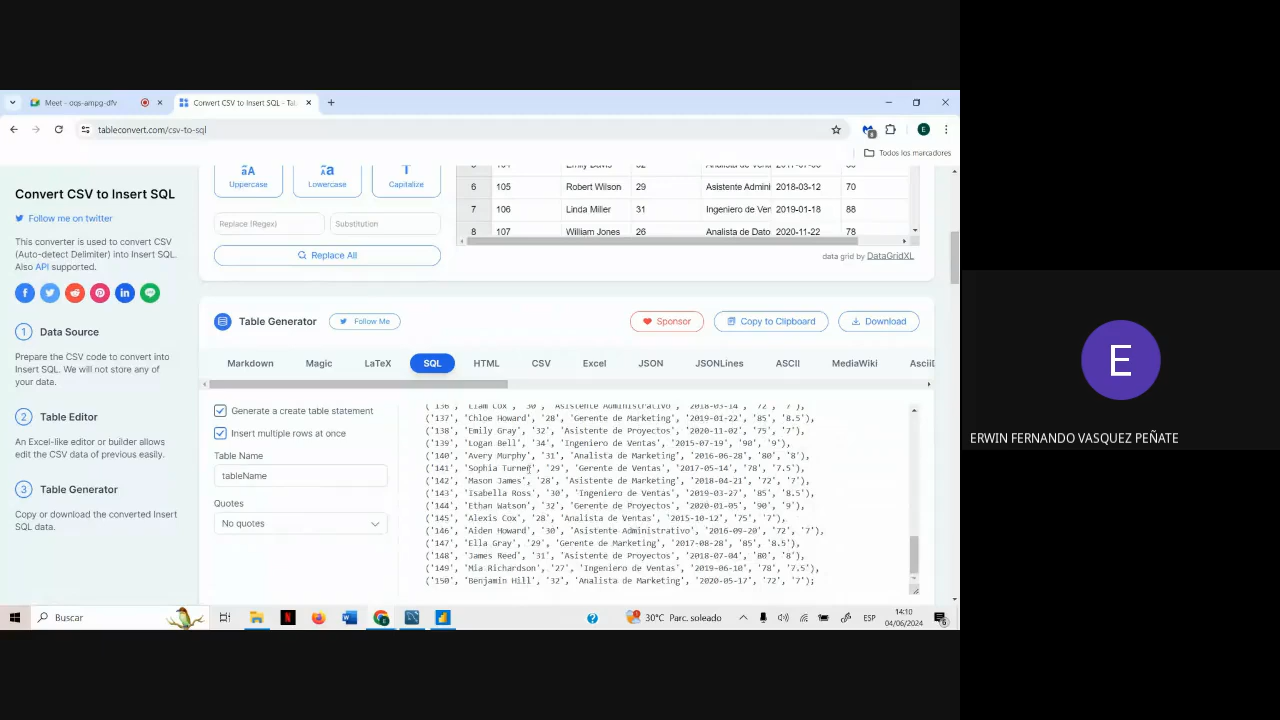 Meet - oqs-ampg-dfv
Convert CSV to Insert SQL - Tal
tableconvert.com/csv-to-sql
E
Todos los marcadores
Convert CSV to Insert SQL
Follow me on twitter
This converter is used to convert CSV
(Auto-detect Delimiter) into Insert SQL.
Also API supported.
1 Data Source
Prepare the CSV code to convert into
Insert SQL. We will not store any of
your data.
2 Table Editor
An Excel-like editor or builder allows
edit the CSV data of previous easily.
3 Table Generator
Copy or download the converted Insert
SQL data.
Uppercase
Lowercase
Capitalize
Replace (Regex)
Substitution
Replace All
6 105 Robert Wilson 29 Asistente Admini 2018-03-12 70
7 106 Linda Miller 31 Ingeniero de Ven 2019-01-18 88
8 107 William Jones 26 Analista de Dato 2020-11-22 78
data grid by DataGridXL
Table Generator
Follow Me
Sponsor
Copy to Clipboard
Download
Markdown Magic LaTeX SQL HTML CSV Excel JSON JSONLines ASCII MediaWiki AsciiD
Generate a create table statement
Insert multiple rows at once
Table Name
tableName
Quotes
No quotes
('136', 'Liam Cox', '30', 'Asistente Administrativo', '2018-03-14', '72', '7'),
('137', 'Chloe Howard', '28', 'Gerente de Marketing', '2019-01-22', '85', '8.5'),
('138', 'Emily Gray', '32', 'Asistente de Proyectos', '2020-11-02', '75', '7'),
('139', 'Logan Bell', '34', 'Ingeniero de Ventas', '2015-07-19', '90', '9'),
('140', 'Avery Murphy', '31', 'Analista de Marketing', '2016-06-28', '80', '8'),
('141', 'Sophia Turner', '29', 'Gerente de Ventas', '2017-05-14', '78', '7.5'),
('142', 'Mason James', '28', 'Asistente de Marketing', '2018-04-21', '72', '7'),
('143', 'Isabella Ross', '30', 'Ingeniero de Ventas', '2019-03-27', '85', '8.5'),
('144', 'Ethan Watson', '32', 'Gerente de Proyectos', '2020-01-05', '90', '9'),
('145', 'Alexis Cox', '28', 'Analista de Ventas', '2015-10-12', '75', '7'),
('146', 'Aiden Howard', '30', 'Asistente Administrativo', '2016-09-20', '72', '7'),
('147', 'Ella Gray', '29', 'Gerente de Marketing', '2017-08-28', '85', '8.5'),
('148', 'James Reed', '31', 'Asistente de Proyectos', '2018-07-04', '80', '8'),
('149', 'Mia Richardson', '27', 'Ingeniero de Ventas', '2019-06-10', '78', '7.5'),
('150', 'Benjamin Hill', '32', 'Analista de Marketing', '2020-05-17', '72', '7');
Buscar
30°C Parc. soleado
ESP
14:10
04/06/2024
E
ERWIN FERNANDO VASQUEZ PEÑATE